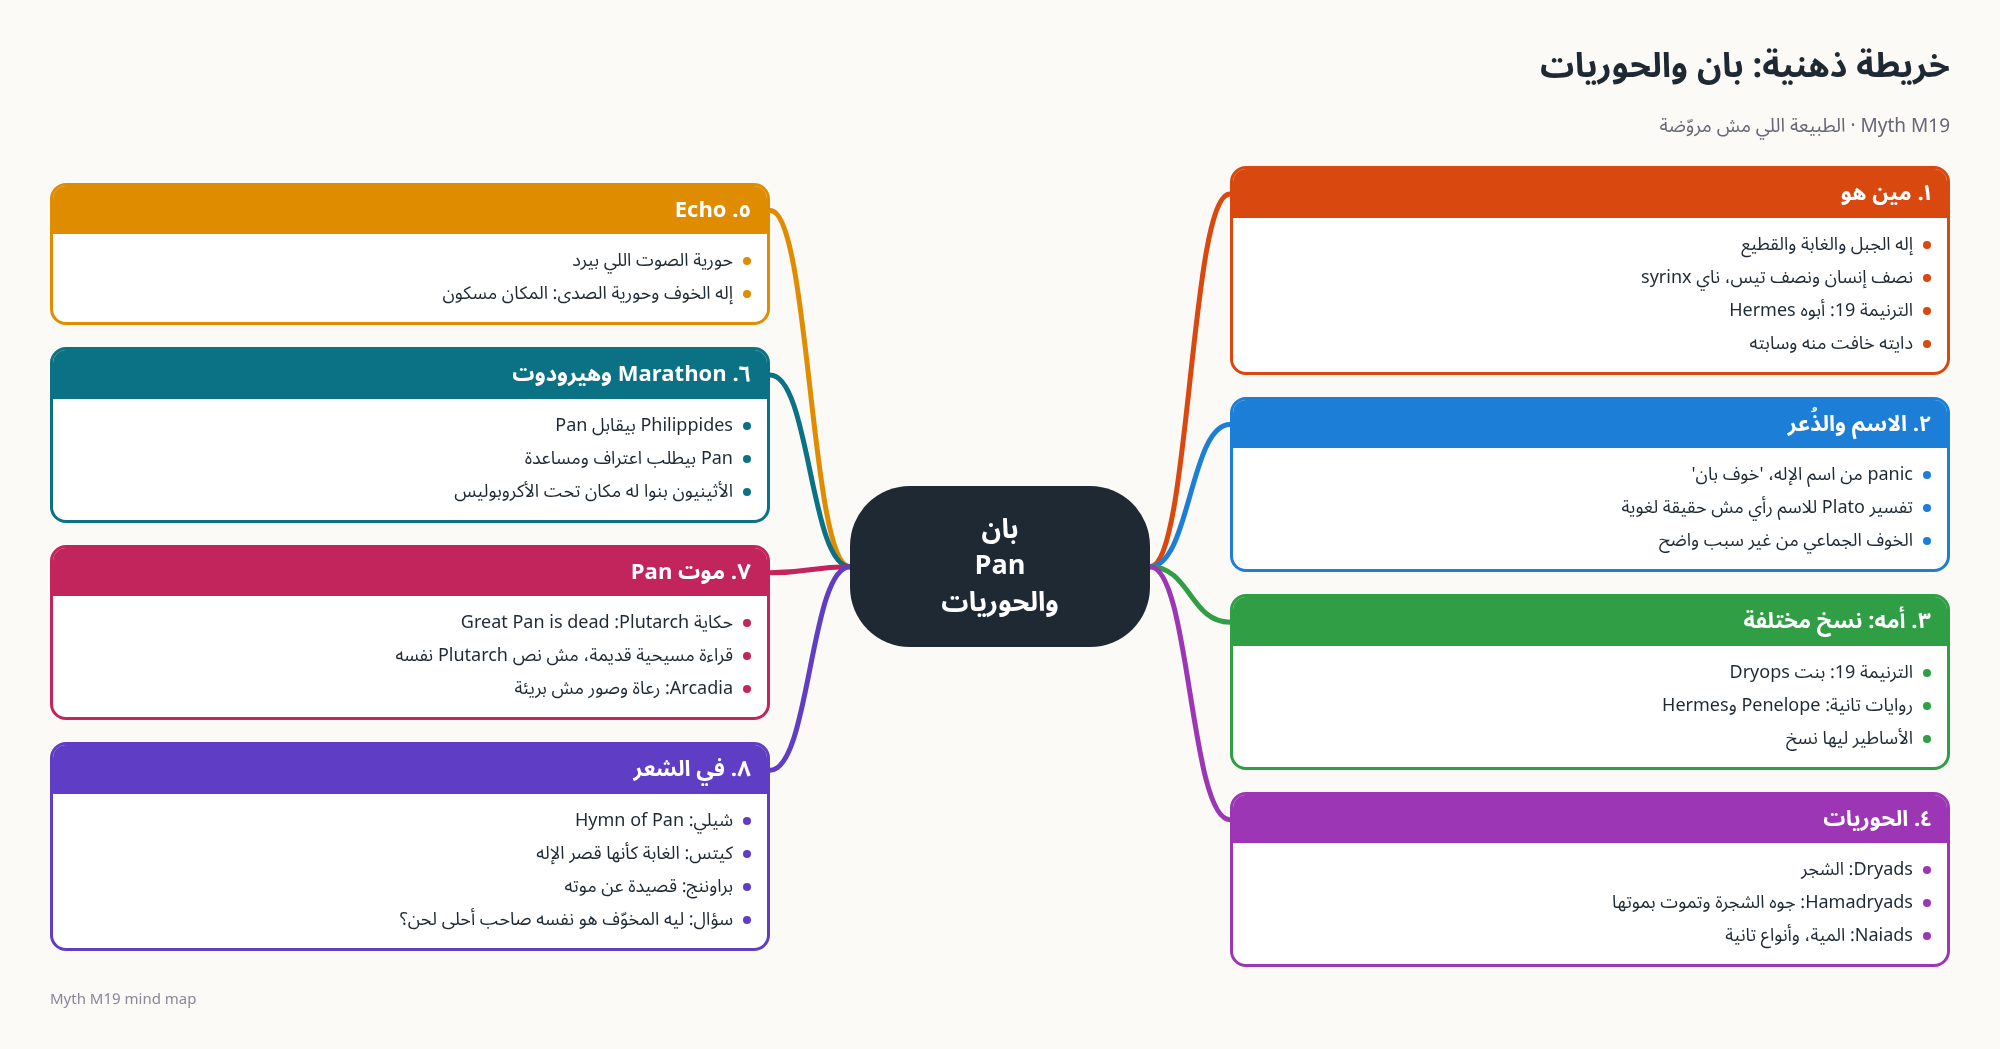 خريطة ذهنية: بان والحوريات
Myth M19 · الطبيعة اللي مش مروّضة
١. مين هو
إله الجبل والغابة والقطيع
نصف إنسان ونصف تيس، ناي syrinx
الترنيمة 19: أبوه Hermes
دايته خافت منه وسابته
٢. الاسم والذُعر
panic من اسم الإله، 'خوف بان'
تفسير Plato للاسم رأي مش حقيقة لغوية
الخوف الجماعي من غير سبب واضح
٣. أمه: نسخ مختلفة
الترنيمة 19: بنت Dryops
روايات تانية: Penelope وHermes
الأساطير ليها نسخ
٤. الحوريات
Dryads: الشجر
Hamadryads: جوه الشجرة وتموت بموتها
Naiads: المية، وأنواع تانية
بان
Pan
والحوريات
٥. Echo
حورية الصوت اللي بيرد
إله الخوف وحورية الصدى: المكان مسكون
٦. Marathon وهيرودوت
Philippides بيقابل Pan
Pan بيطلب اعتراف ومساعدة
الأثينيون بنوا له مكان تحت الأكروبوليس
٧. موت Pan
حكاية Plutarch: Great Pan is dead
قراءة مسيحية قديمة، مش نص Plutarch نفسه
Arcadia: رعاة وصور مش بريئة
٨. في الشعر
شيلي: Hymn of Pan
كيتس: الغابة كأنها قصر الإله
براوننج: قصيدة عن موته
سؤال: ليه المخوّف هو نفسه صاحب أحلى لحن؟
Myth M19 mind map